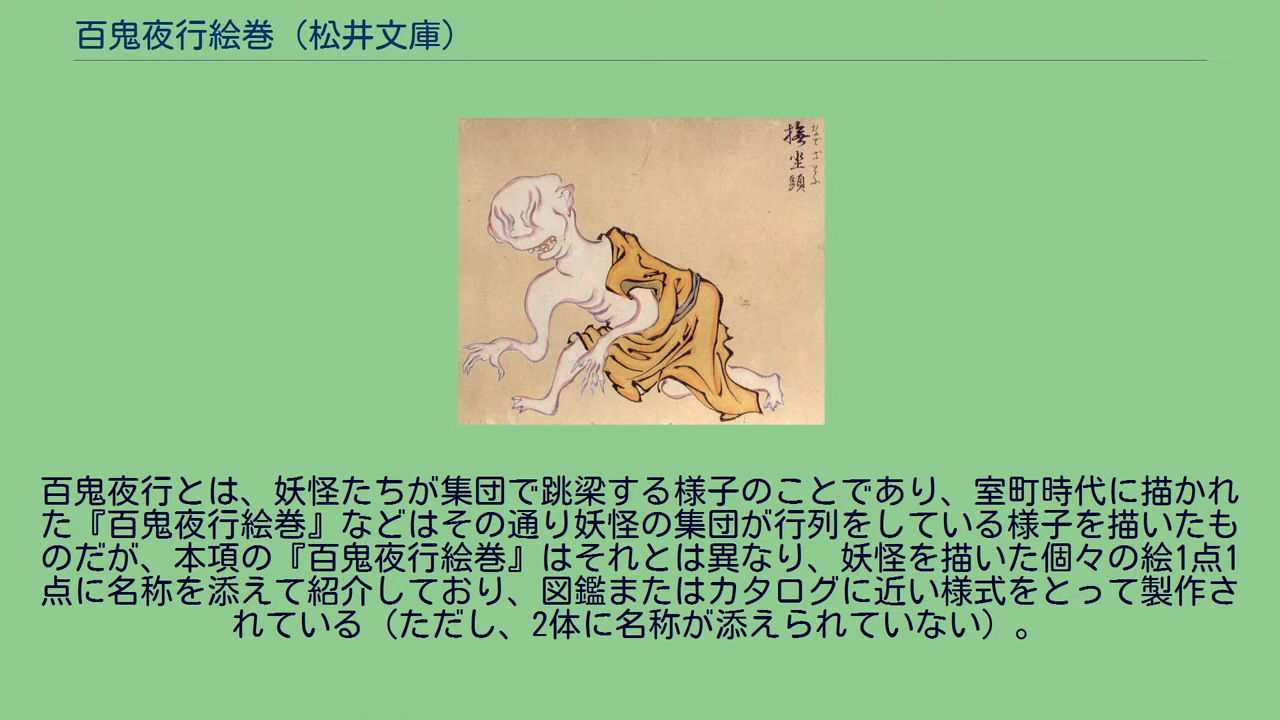 百鬼夜行絵巻（松井文庫）
撫坐頭
なでざとう
百鬼夜行とは、妖怪たちが集団で跳梁する様子のことであり、室町時代に描かれ
た『百鬼夜行絵巻』などはその通り妖怪の集団が行列をしている様子を描いたも
のだが、本項の『百鬼夜行絵巻』はそれとは異なり、妖怪を描いた個々の絵1点1
点に名称を添えて紹介しており、図鑑またはカタログに近い様式をとって製作さ
れている（ただし、2体に名称が添えられていない）。